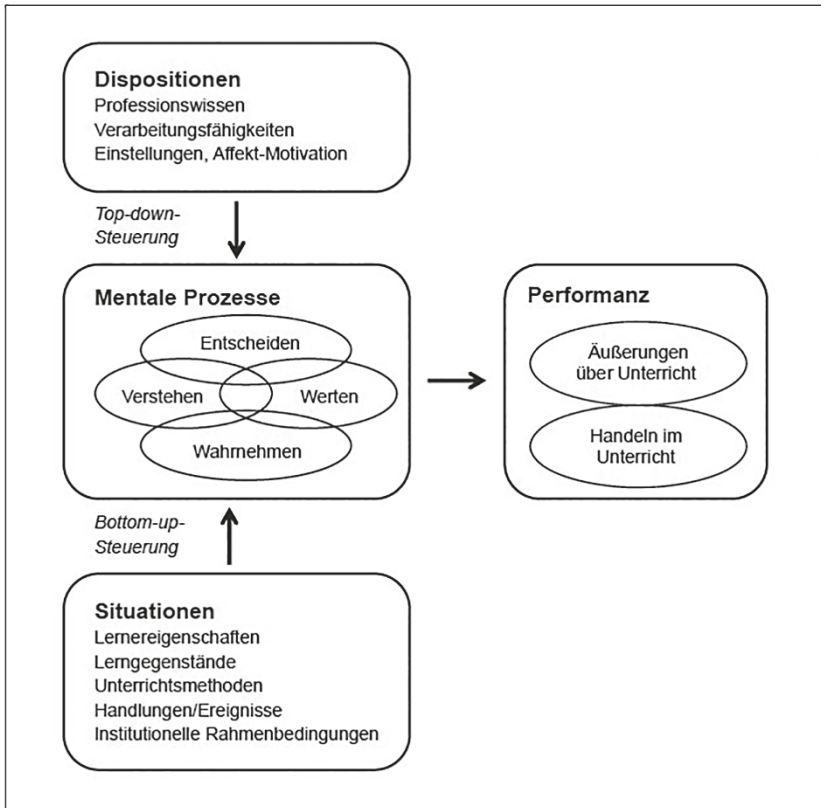 Dispositionen
Professionswissen
Verarbeitungsfähigkeiten
Einstellungen, Affekt-Motivation
Top-down-
Steuerung
Mentale Prozesse
Entscheiden
Verstehen
Werten
Wahrnehmen
Performanz
Äußerungen
über Unterricht
Handeln im
Unterricht
Bottom-up-
Steuerung
Situationen
Lernereigenschaften
Lerngegenstände
Unterrichtsmethoden
Handlungen/Ereignisse
Institutionelle Rahmenbedingungen